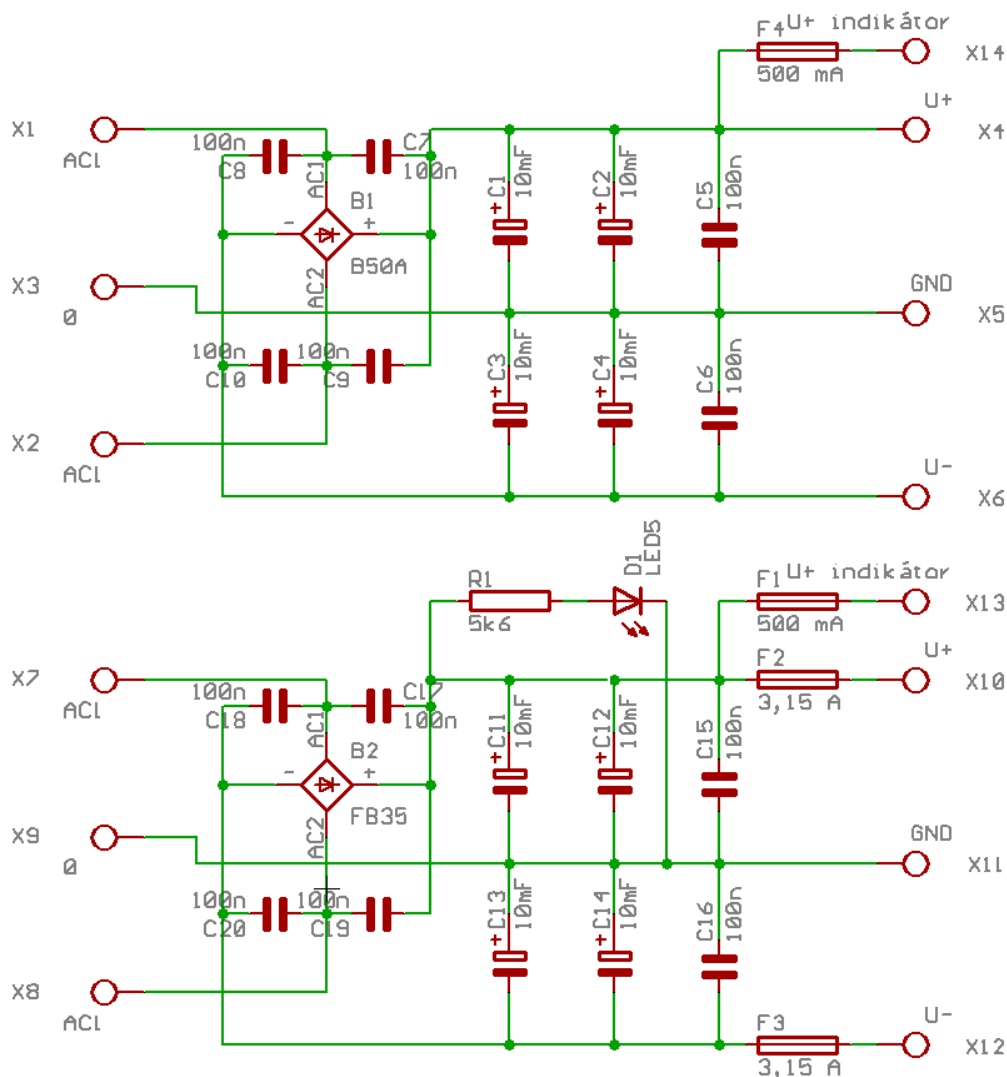 U+ indikátor
F4
X14
500 mA
U+
X1
X4
100n
C7
AC1
C8
AC1
100n
C1
10mF
C2
10mF
C5
100n
B1
-
+
+
+
B50A
AC2
X3
GND
0
X5
100n
100n
C10
C9
+
C3
10mF
+
C4
10mF
C6
100n
X2
AC1
U-
X6
D1
LED5
R1
F1
U+ indikátor
5k6
500 mA
X13
F2
U+
X7
X10
AC1
100n
C17
3,15 A
C18
AC1
100n
C11
10mF
C12
10mF
C15
100n
B2
-
+
+
+
FB35
AC2
X9
GND
0
X11
100n
100n
C20
C19
+
C13
10mF
+
C14
10mF
C16
100n
X8
AC1
F3
U-
X12
3,15 A